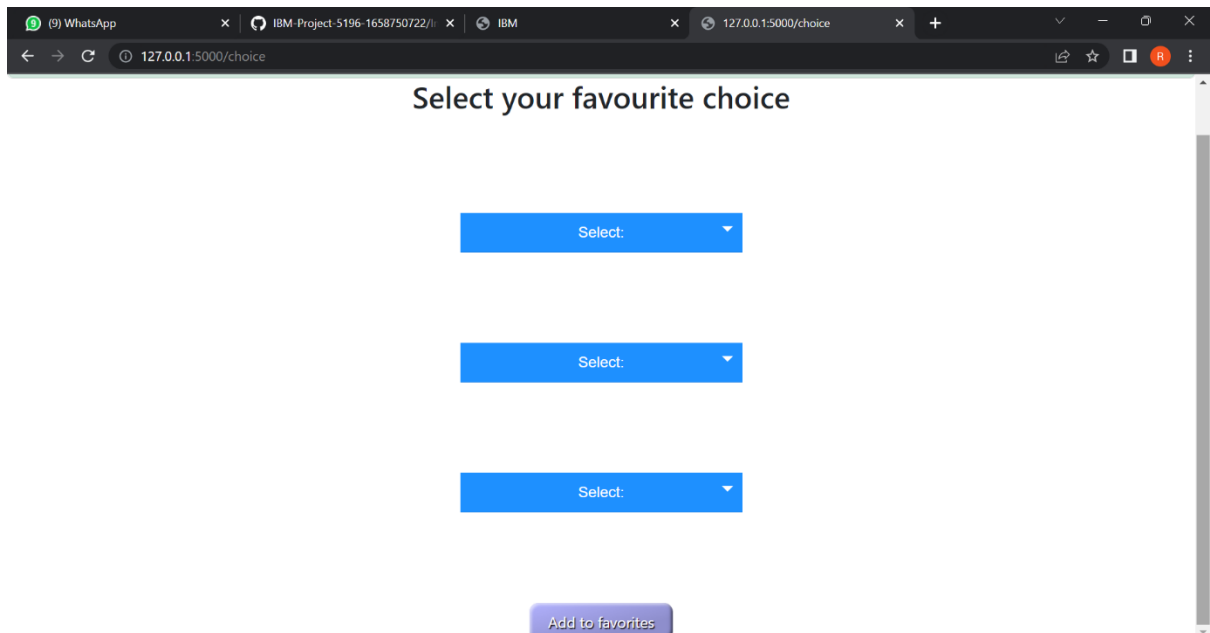 (9) WhatsApp
IBM-Project-5196-1658750722/In
IBM
127.0.0.1:5000/choice
127.0.0.1:5000/choice
R
Select your favourite choice
Select:
Select:
Select:
Add to favorites